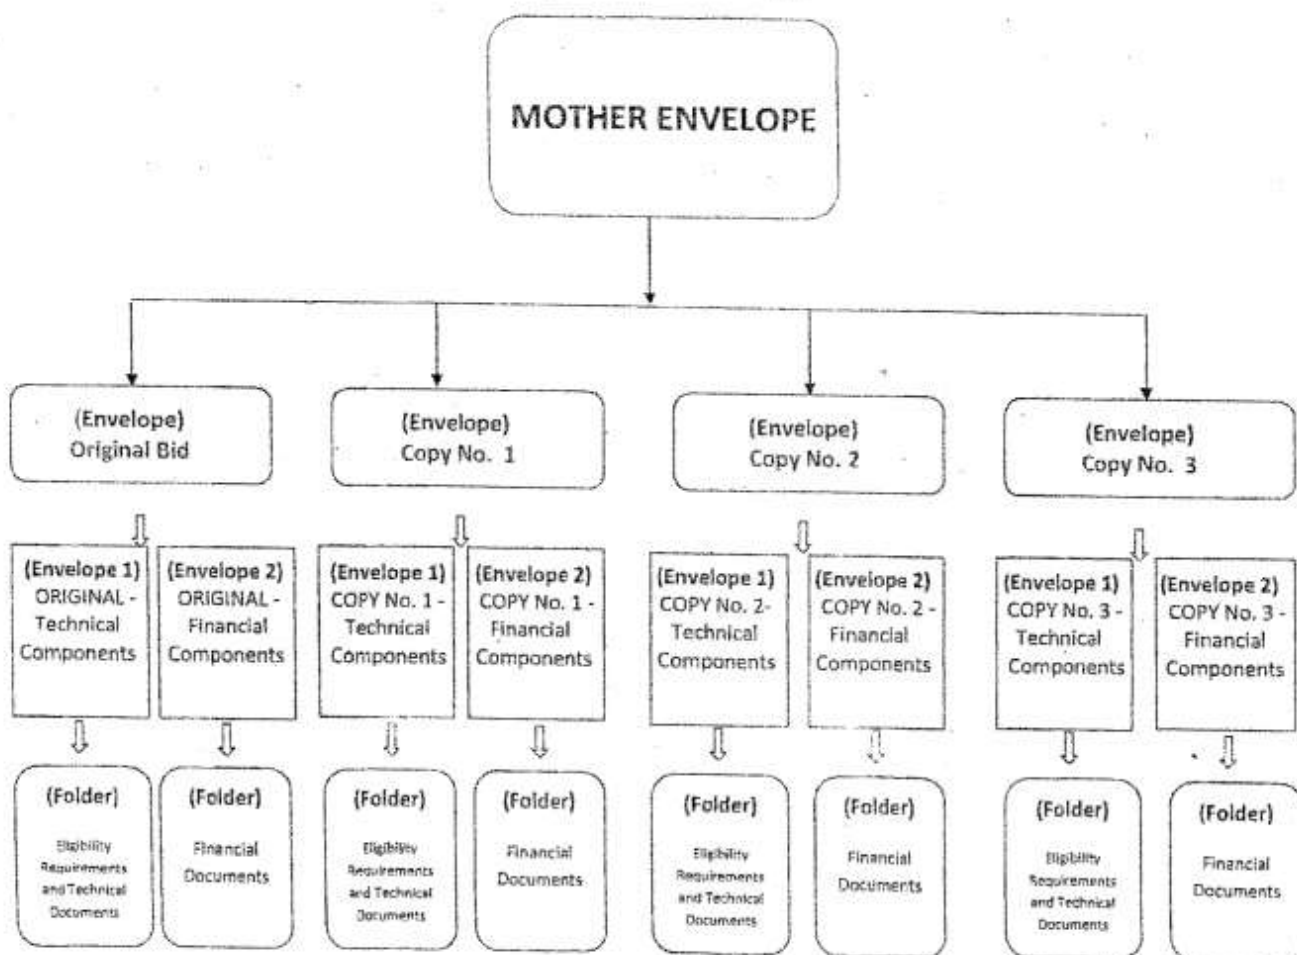 MOTHER ENVELOPE
(Envelope)
Original Bid
(Envelope)
Copy No. 1
(Envelope)
Copy No. 2
(Envelope)
Copy No. 3
(Envelope 1)
ORIGINAL -
Technical
Components
(Envelope 2)
ORIGINAL -
Financial
Components
(Envelope 1)
COPY No. 1 -
Technical
Components
(Envelope 2)
COPY No. 1 -
Financial
Components
(Envelope 1)
COPY No. 2-
Technical
Components
(Envelope 2)
COPY No. 2 -
Financial
Components
(Envelope 1)
COPY No. 3 -
Technical
Components
(Envelope 2)
COPY No. 3 -
Financial
Components
(Folder)
Eligibility
Requirements
and Technical
Documents
(Folder)
Financial
Documents
(Folder)
Eligibility
Requirements
and Technical
Documents
(Folder)
Financial
Documents
(Folder)
Eligibility
Requirements
and Technical
Documents
(Folder)
Financial
Documents
(Folder)
Eligibility
Requirements
and Technical
Documents
(Folder)
Financial
Documents